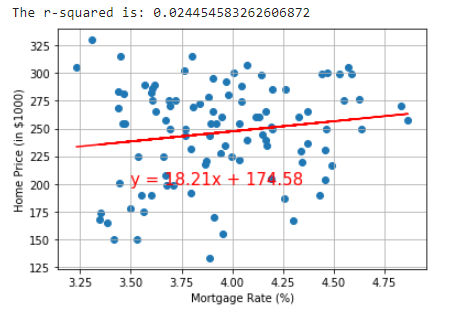 The r-squared is: 0.024454583262606872
325
300
275
250
225
200
175
150
125
Home Price (in $1000)
y = 18.21x + 174.58
3.25 3.50 3.75 4.00 4.25 4.50 4.75
Mortgage Rate (%)